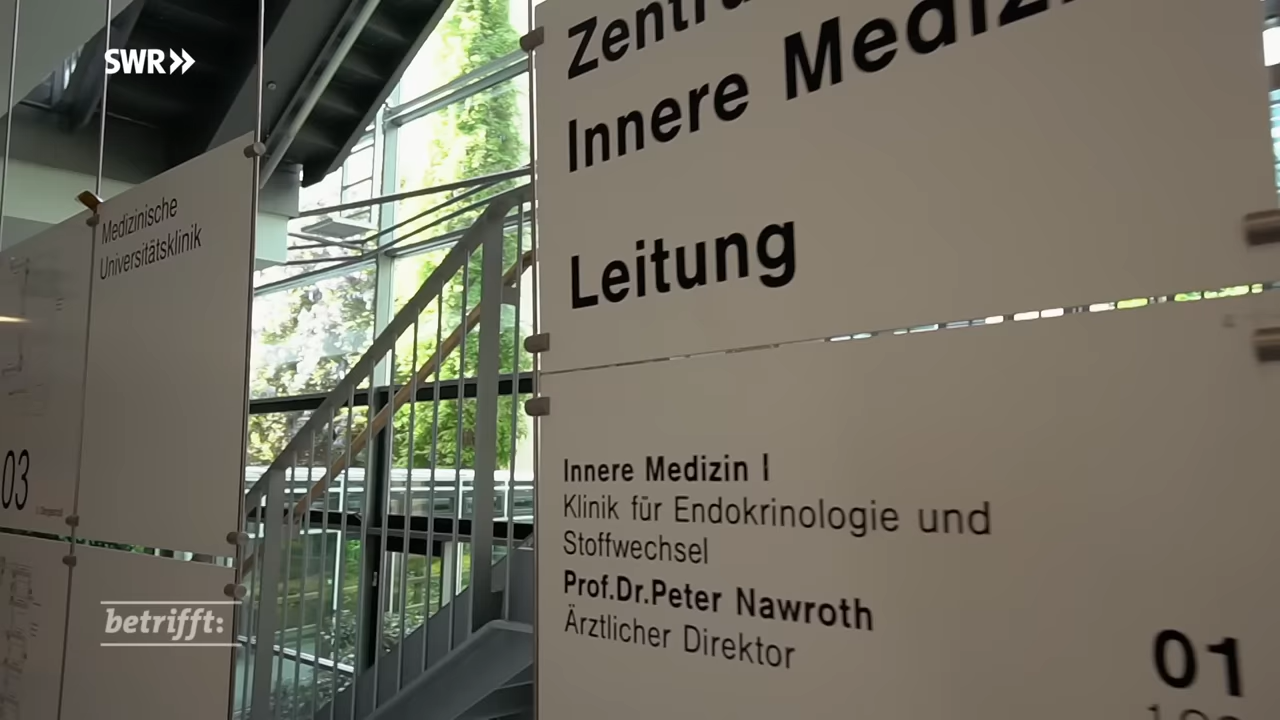 SWR
Medizinische
Universitätsklinik
03
betrifft:
Innere
Leitung
Innere Medizin I
Klinik für Endokrinologie und
Stoffwechsel
Prof.Dr.Peter Nawroth
Ärztlicher Direktor
01